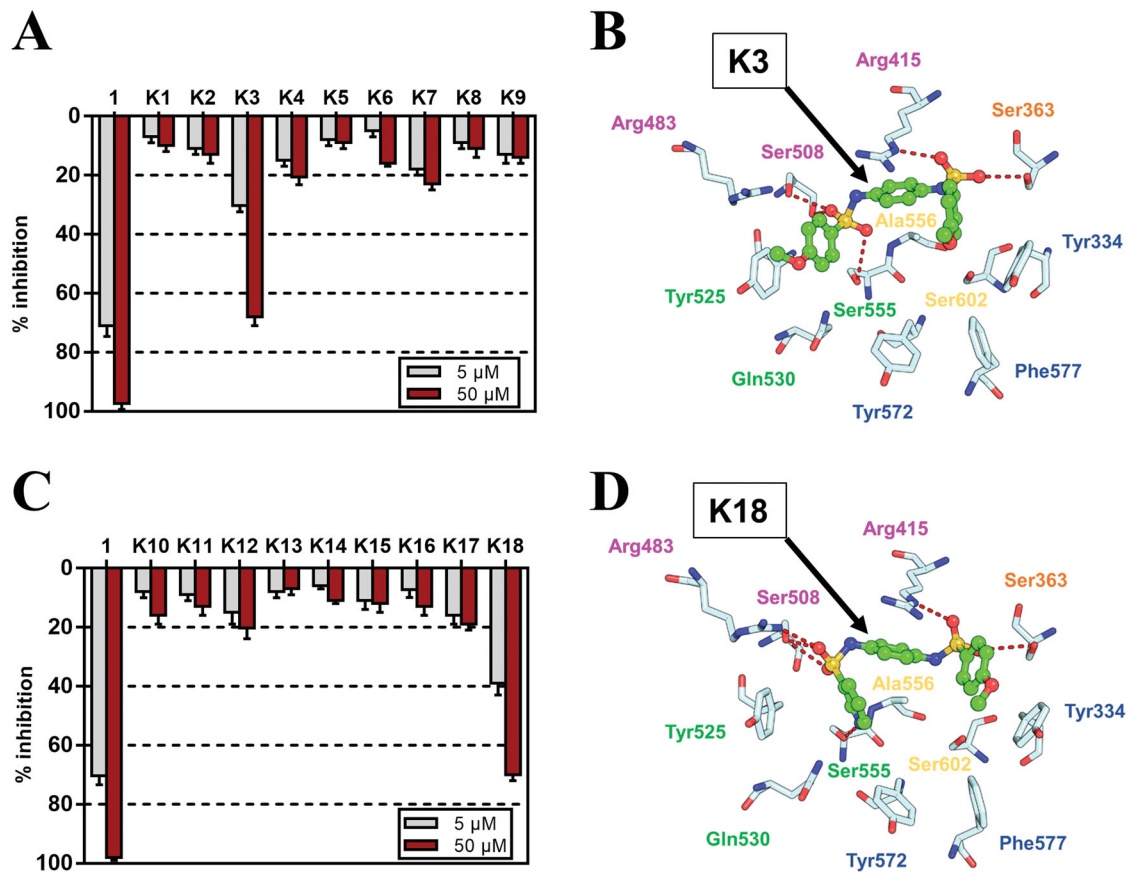 A
1 K1 K2 K3 K4 K5 K6 K7 K8 K9
0
20
40
60
80
100
% inhibition
5 µM
50 µM
B
K3
Arg415
Ser363
Arg483
Ser508
Ala556
Tyr334
Tyr525
Ser555
Ser602
Gln530
Phe577
Tyr572
C
1 K10 K11 K12 K13 K14 K15 K16 K17 K18
0
20
40
60
80
100
% inhibition
5 µM
50 µM
D
K18
Arg415
Arg483
Ser363
Ser508
Ala556
Tyr334
Tyr525
Ser555
Ser602
Gln530
Tyr572
Phe577